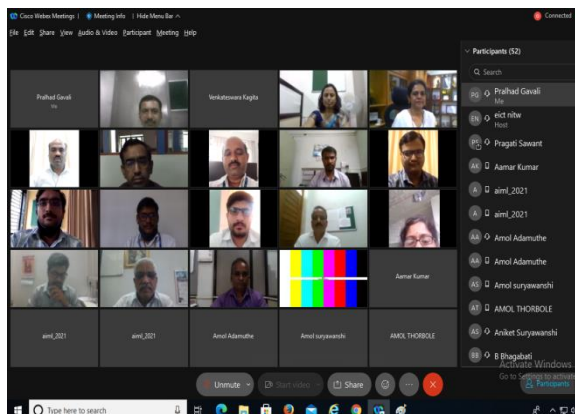 Cisco Webex Meetings
Meeting Info
Hide Menu Bar
Connected
File Edit Share View Audio & Video Participant Meeting Help
Pralhad Gavali
Me
Venkateswara Kagita
Aamar Kumar
aiml_2021
aiml_2021
Amol Adamuthe
Amol suryawanshi
AMOL THORBOLE
Participants (52)
Search
PG Pralhad Gavali
Me
EN eict nitw
Host
PS Pragati Sawant
AK Aamar Kumar
A aiml_2021
A aiml_2021
AA Amol Adamuthe
AA Amol Adamuthe
AS Amol suryawanshi
AT AMOL THORBOLE
AS Aniket Suryawanshi
BB B Bhagabati
Activate Windows
Go to Settings to activate
Unmute
Start video
Share
Participants
Type here to search